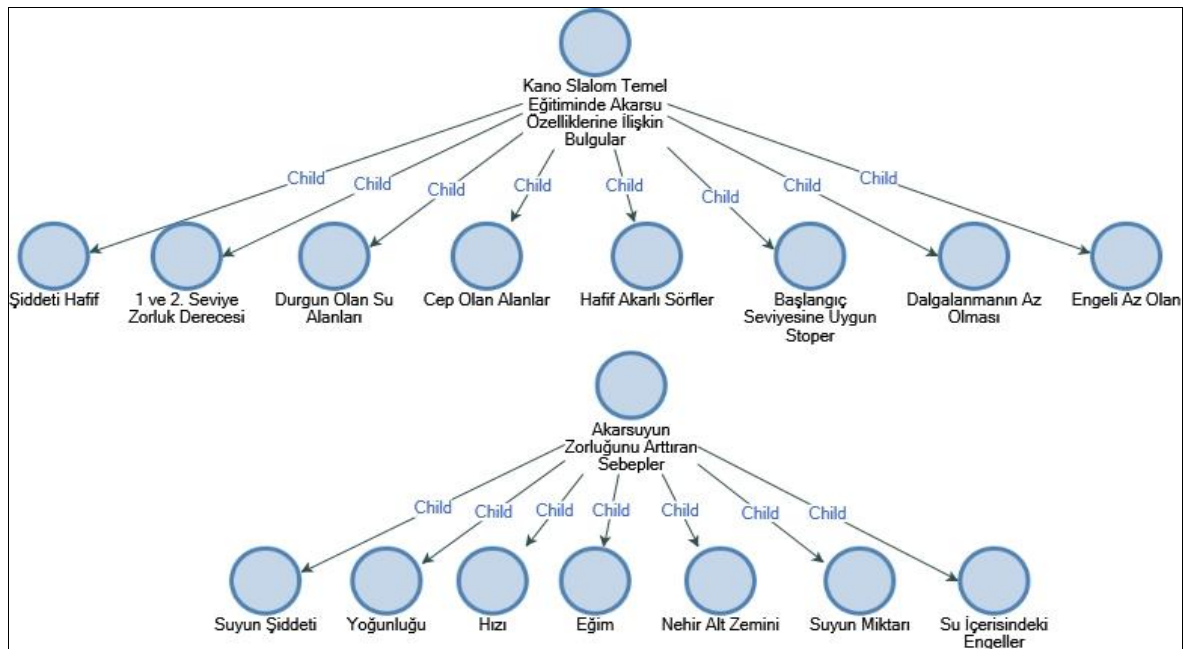 Kano Slalom Temel
Eğitiminde Akarsu
Özelliklerine İlişkin
Bulgular
Child
Child
Child
Child
Child
Child
Child
Child
Şiddeti Hafif
1 ve 2. Seviye
Zorluk Derecesi
Durgun Olan Su
Alanları
Cep Olan Alanlar
Hafif Akarlı Sörfler
Başlangıç
Seviyesine Uygun
Stoper
Dalgalanmanın Az
Olması
Engeli Az Olan
Akarsuyun
Zorluğunu Arttıran
Sebepler
Child
Child
Child
Child
Child
Child
Child
Suyun Şiddeti
Yoğunluğu
Hızı
Eğim
Nehir Alt Zemini
Suyun Miktarı
Su İçerisindeki
Engeller